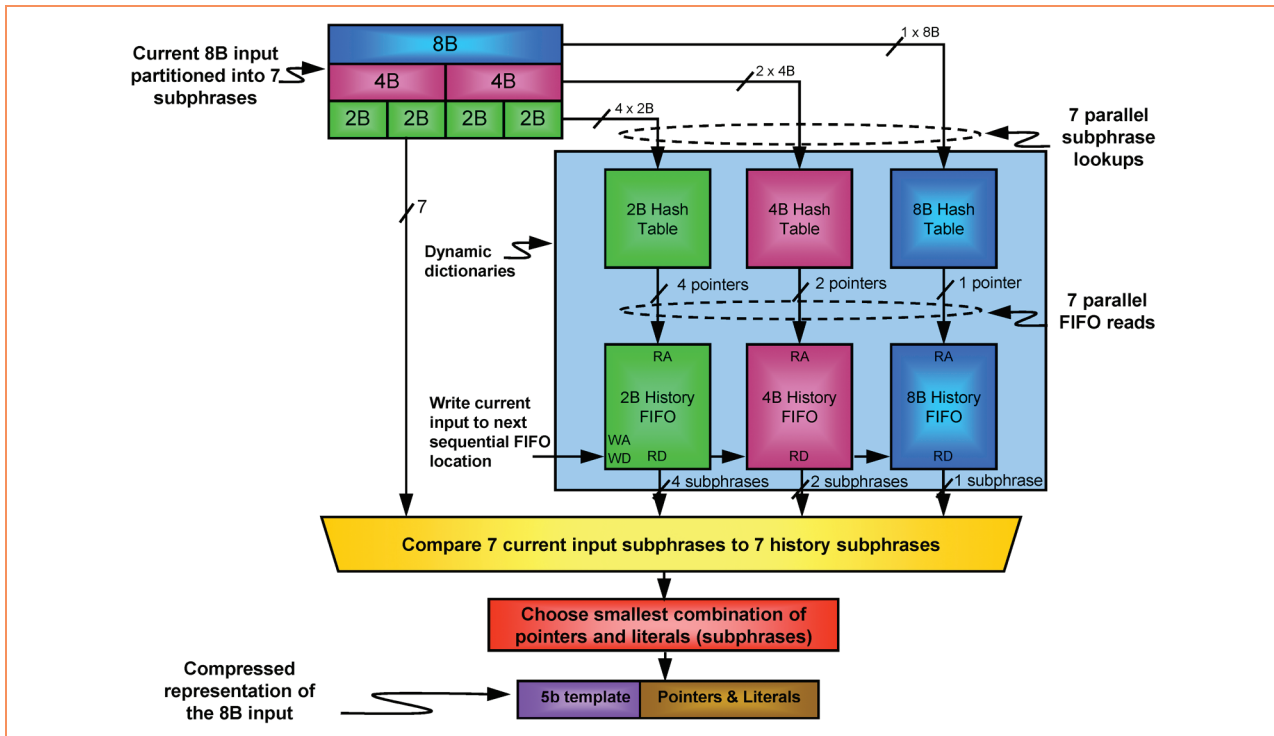 Current 8B input
partitioned into 7
subphrases
8B
4B 4B
2B 2B 2B 2B
1 x 8B
2 x 4B
4 x 2B
7 parallel
subphrase
lookups
7
2B Hash
Table
4B Hash
Table
8B Hash
Table
Dynamic
dictionaries
4 pointers
2 pointers
1 pointer
7 parallel
FIFO reads
RA
2B History
FIFO
WA
WD
RD
RA
4B History
FIFO
RD
RA
8B History
FIFO
RD
Write current
input to next
sequential FIFO
location
4 subphrases
2 subphrases
1 subphrase
Compare 7 current input subphrases to 7 history subphrases
Choose smallest combination of
pointers and literals (subphrases)
Compressed
representation of
the 8B input
5b template
Pointers & Literals